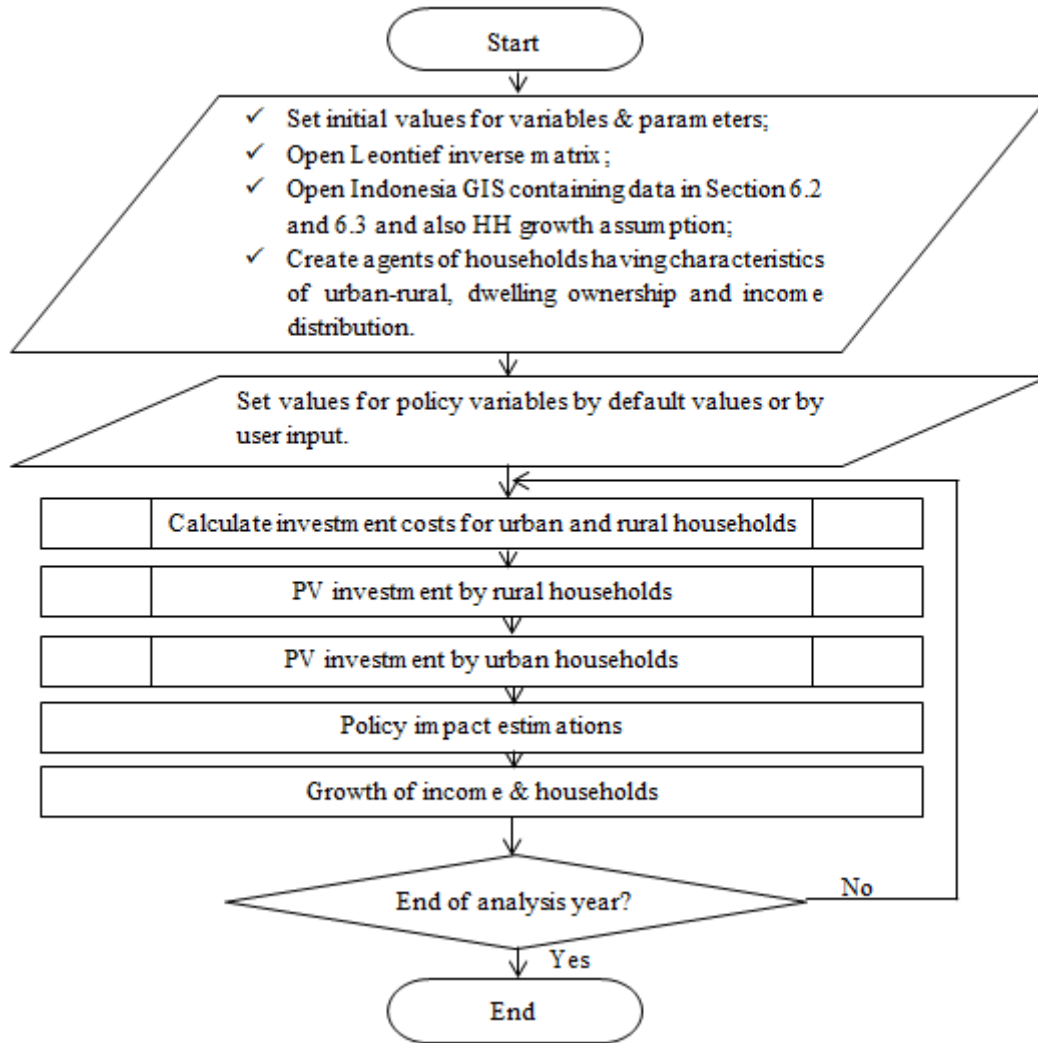 Start
✓ Set initial values for variables & parameters;
✓ Open Leontief inverse matrix;
✓ Open Indonesia GIS containing data in Section 6.2
and 6.3 and also HH growth assumption;
✓ Create agents of households having characteristics
of urban-rural, dwelling ownership and income
distribution.
Set values for policy variables by default values or by
user input.
Calculate investment costs for urban and rural households
PV investment by rural households
PV investment by urban households
Policy impact estimations
Growth of income & households
End of analysis year?
No
Yes
End